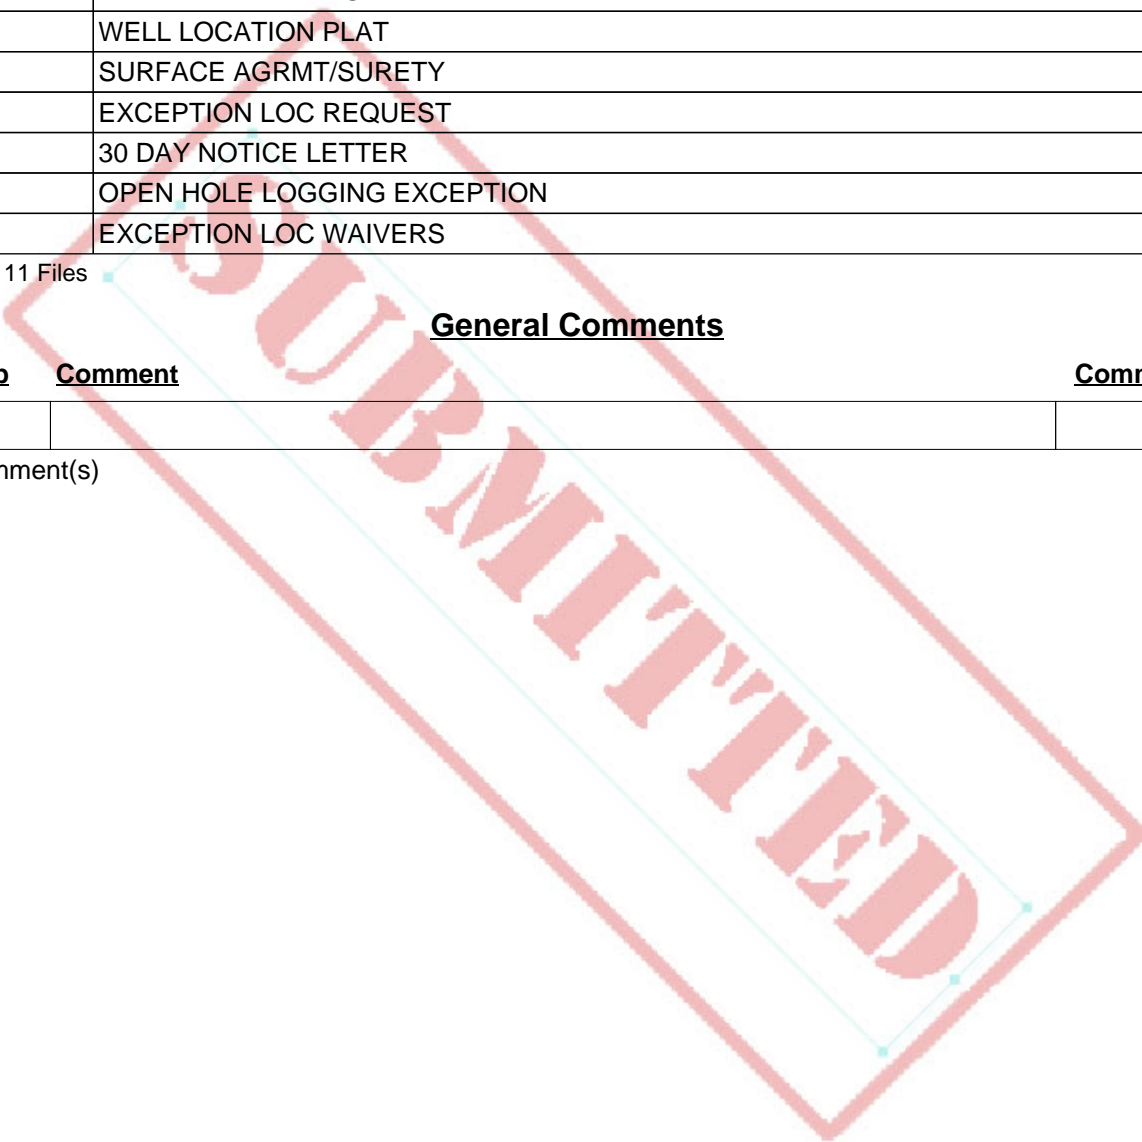 WELL LOCATION PLAT
SURFACE AGRMT/SURETY
EXCEPTION LOC REQUEST
30 DAY NOTICE LETTER
OPEN HOLE LOGGING EXCEPTION
EXCEPTION LOC WAIVERS
11 Files
General Comments
Comment
mment(s)
SUBMITTED